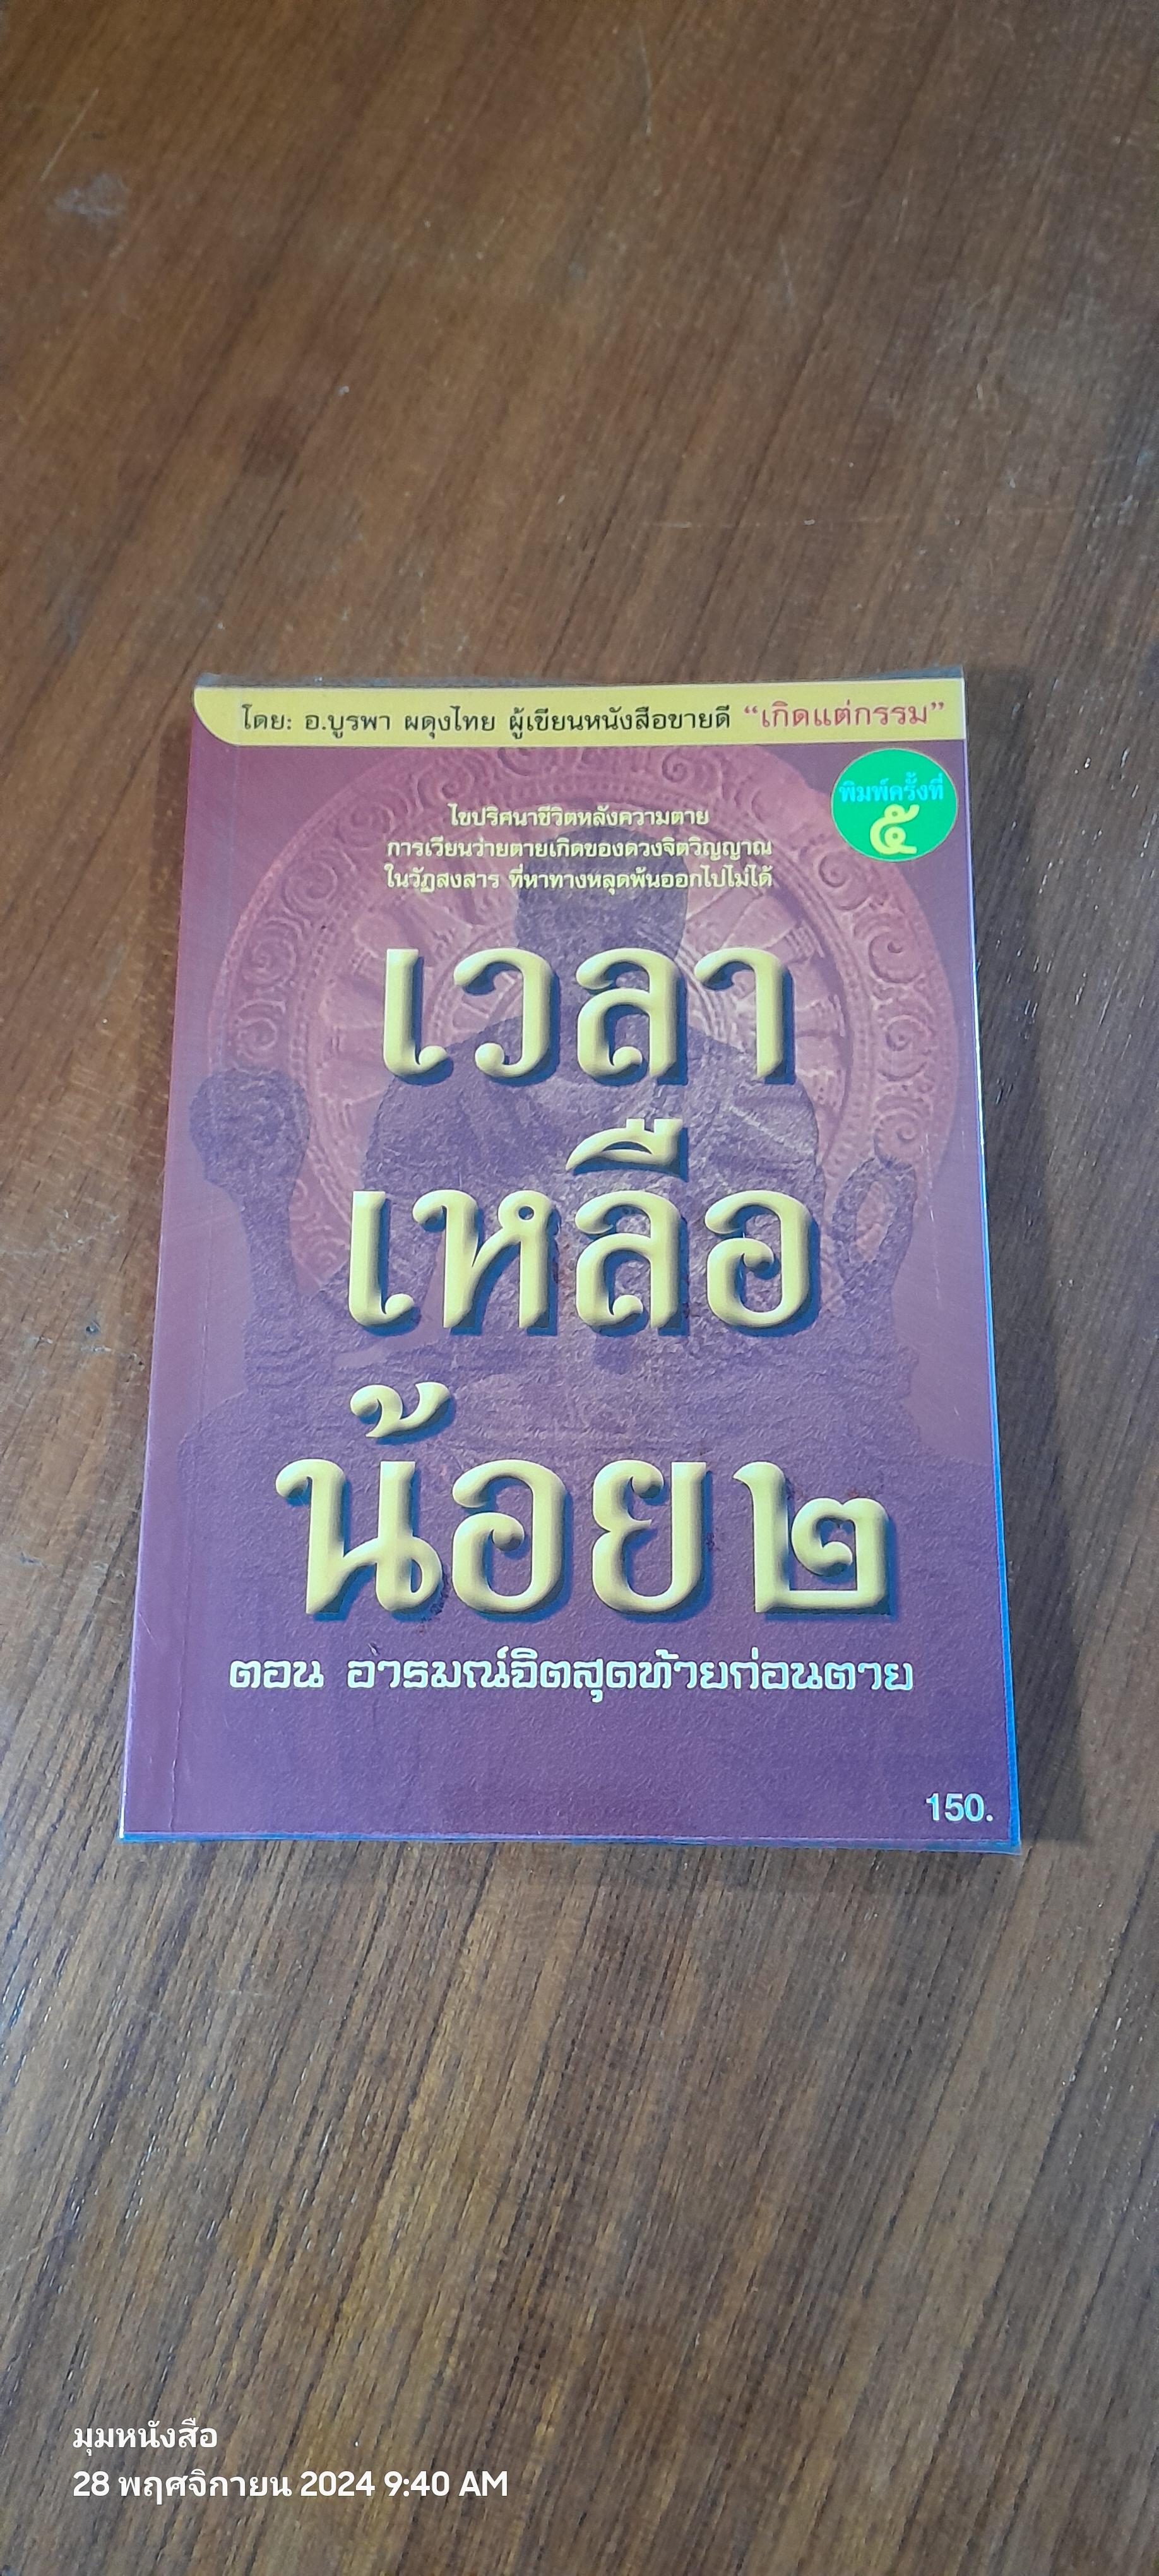 โดย: อ.บูรพา ผดุงไทย ผู้เขียนหนังสือขายดี “เกิดแต่กรรม”
พิมพ์ครั้งที่
๕
ไขปริศนาชีวิตหลังความตาย
การเวียนว่ายตายเกิดของดวงจิตวิญญาณ
ในวัฏสงสาร ที่หาทางหลุดพ้นออกไปไม่ได้
เวลา
เหลือ
น้อย๒
ตอน อารมณ์จิตสุดท้ายก่อนตาย
150.
มุมหนังสือ
28 พฤศจิกายน 2024 9:40 AM